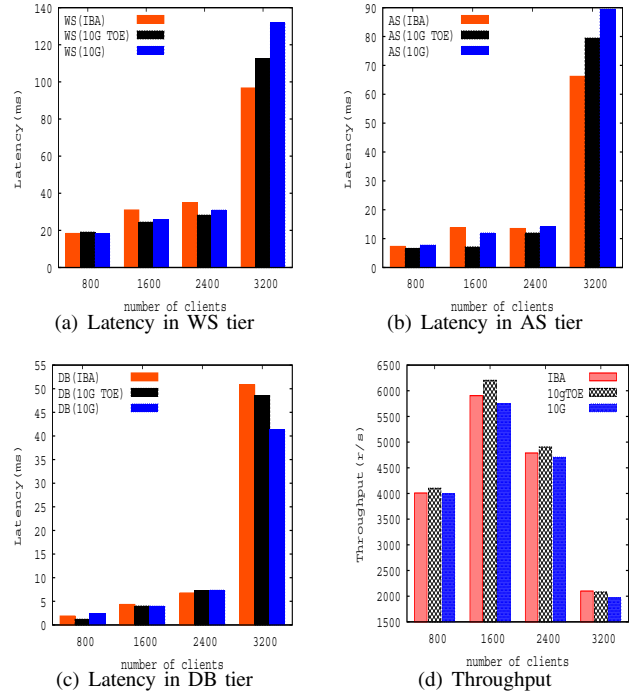 140
120
100
80
60
40
20
0
Latency(ms)
WS(IBA)
WS(10G TOE)
WS(10G)
800 1600 2400 3200
number of clients
(a) Latency in WS tier
90
80
70
60
50
40
30
20
10
0
Latency(ms)
AS(IBA)
AS(10G TOE)
AS(10G)
800 1600 2400 3200
number of clients
(b) Latency in AS tier
55
50
45
40
35
30
25
20
15
10
5
0
Latency(ms)
DB(IBA)
DB(10G TOE)
DB(10G)
800 1600 2400 3200
number of clients
(c) Latency in DB tier
6500
6000
5500
5000
4500
4000
3500
3000
2500
2000
1500
Throughput(r/s)
IBA
10gTOE
10G
800 1600 2400 3200
number of clients
(d) Throughput